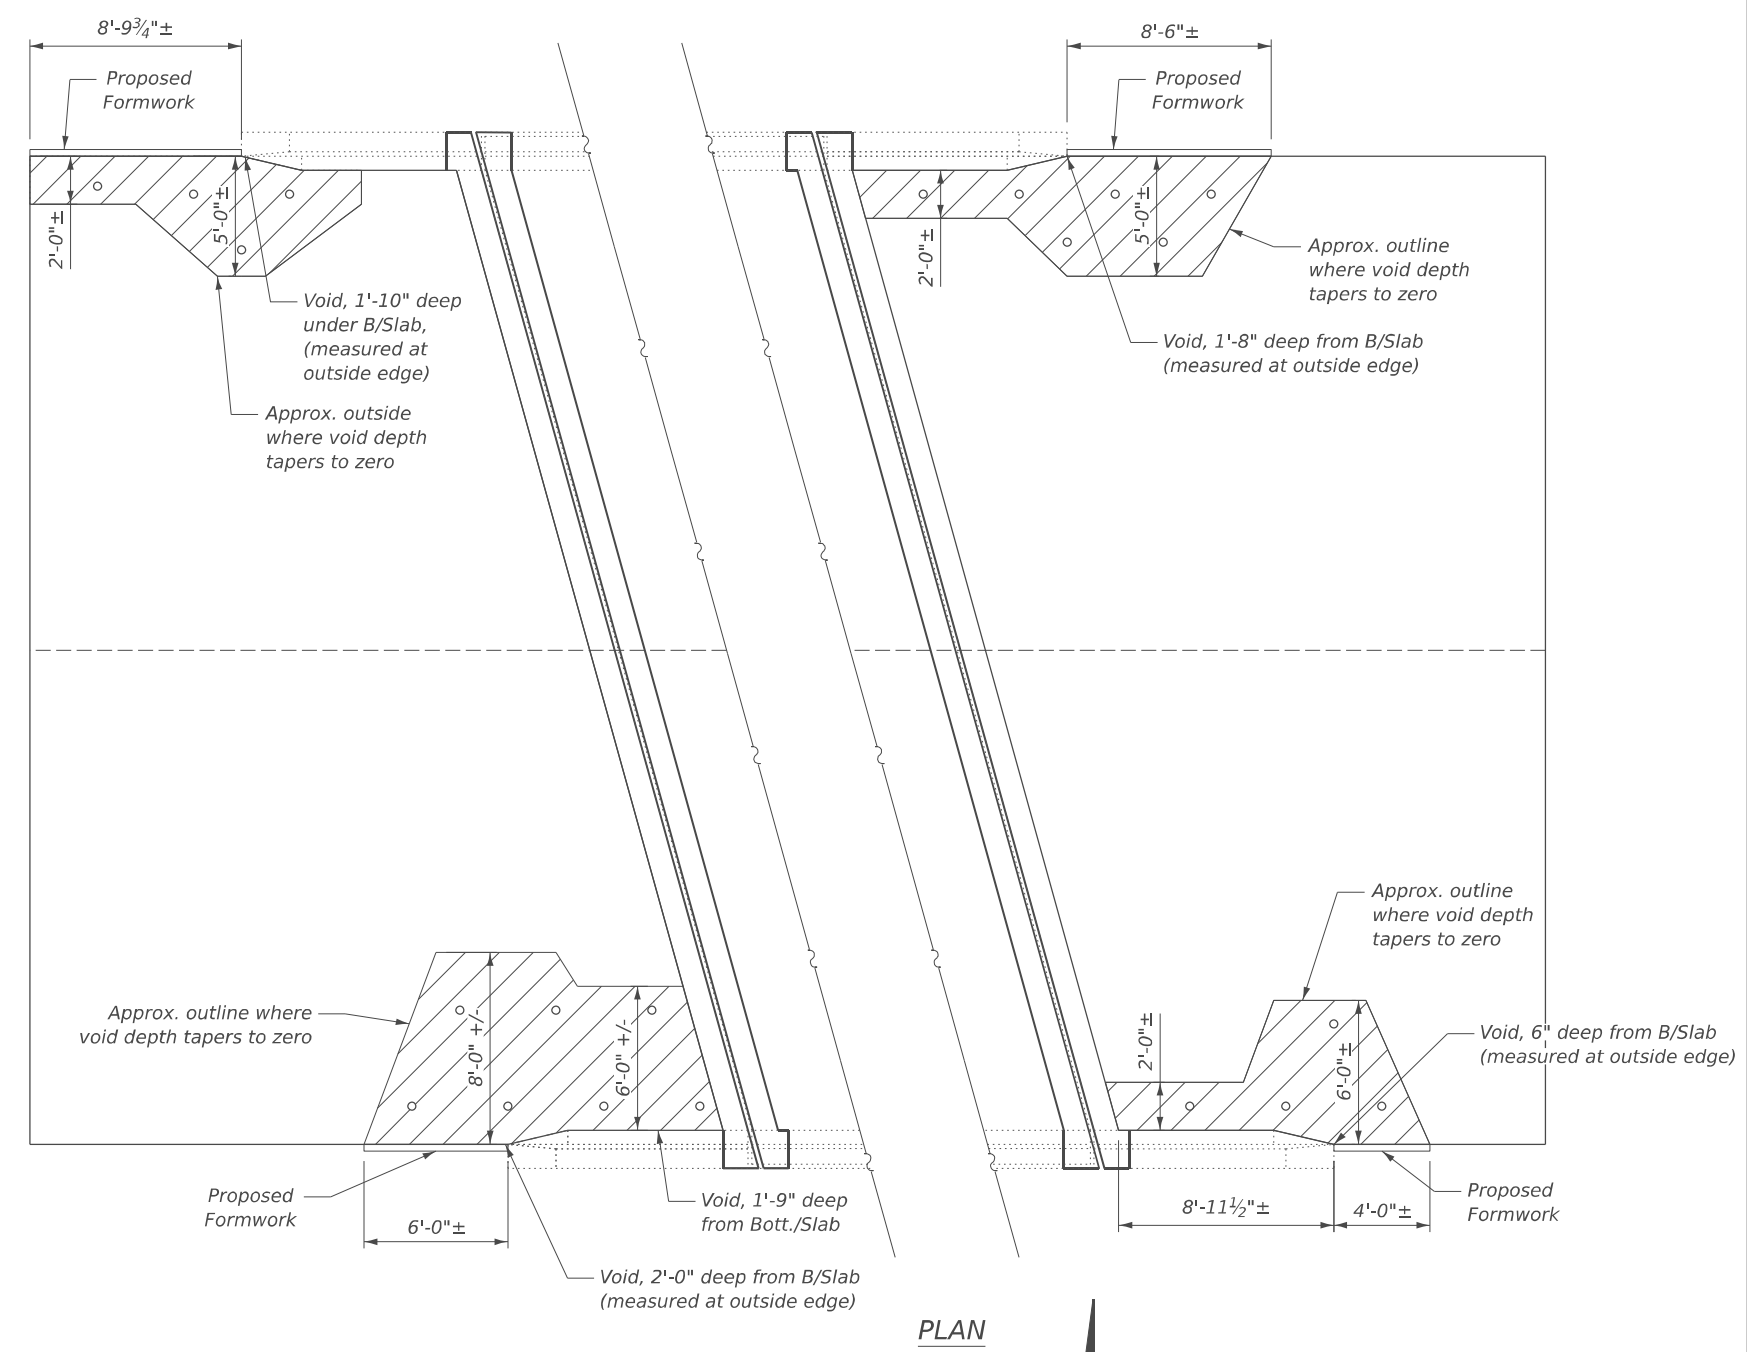 8'-9¾"±
8'-6"±
Proposed
Formwork
Proposed
Formwork
2'-0"±
5'-0"±
2'-0"±
5'-0"±
Approx. outline
where void depth
tapers to zero
Void, 1'-10" deep
under B/Slab,
(measured at
outside edge)
Void, 1'-8" deep from B/Slab
(measured at outside edge)
Approx. outside
where void depth
tapers to zero
Approx. outline
where void depth
tapers to zero
Approx. outline where
void depth tapers to zero
8'-0" +/-
6'-0" +/-
2'-0"±
6'-0"±
Void, 6" deep from B/Slab
(measured at outside edge)
Proposed
Formwork
6'-0"±
Void, 1'-9" deep
from Bott./Slab
8'-11½"±
4'-0"±
Proposed
Formwork
Void, 2'-0" deep from B/Slab
(measured at outside edge)
PLAN